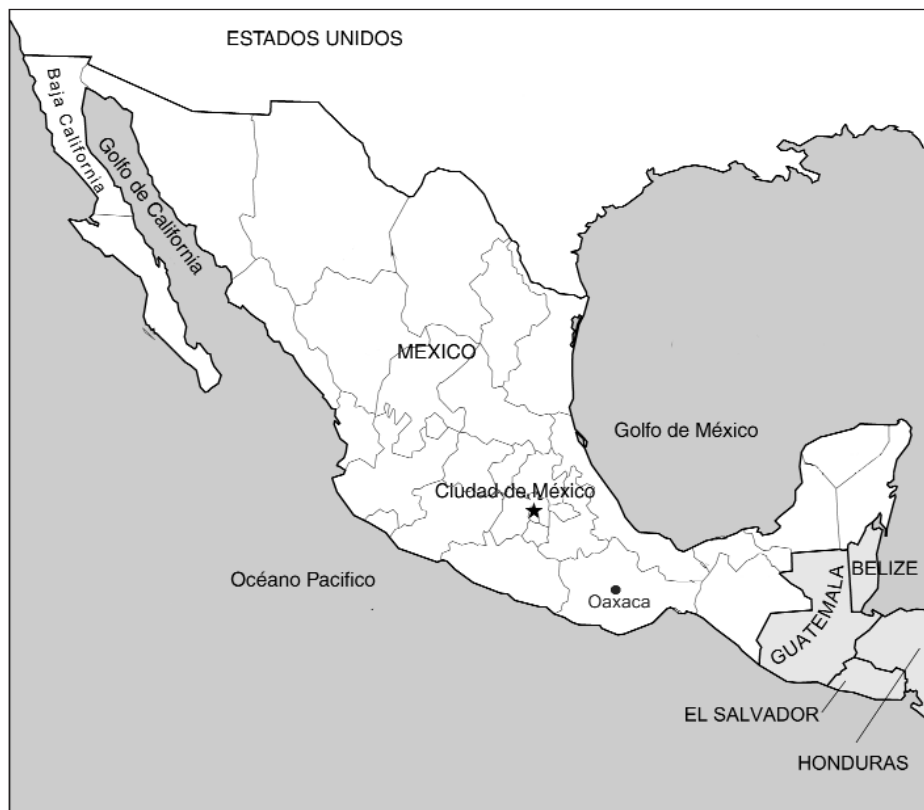 ESTADOS UNIDOS
Baja California
Golfo de California
MEXICO
Golfo de México
Ciudad de México
Océano Pacifico
Oaxaca
BELIZE
GUATEMALA
EL SALVADOR
HONDURAS